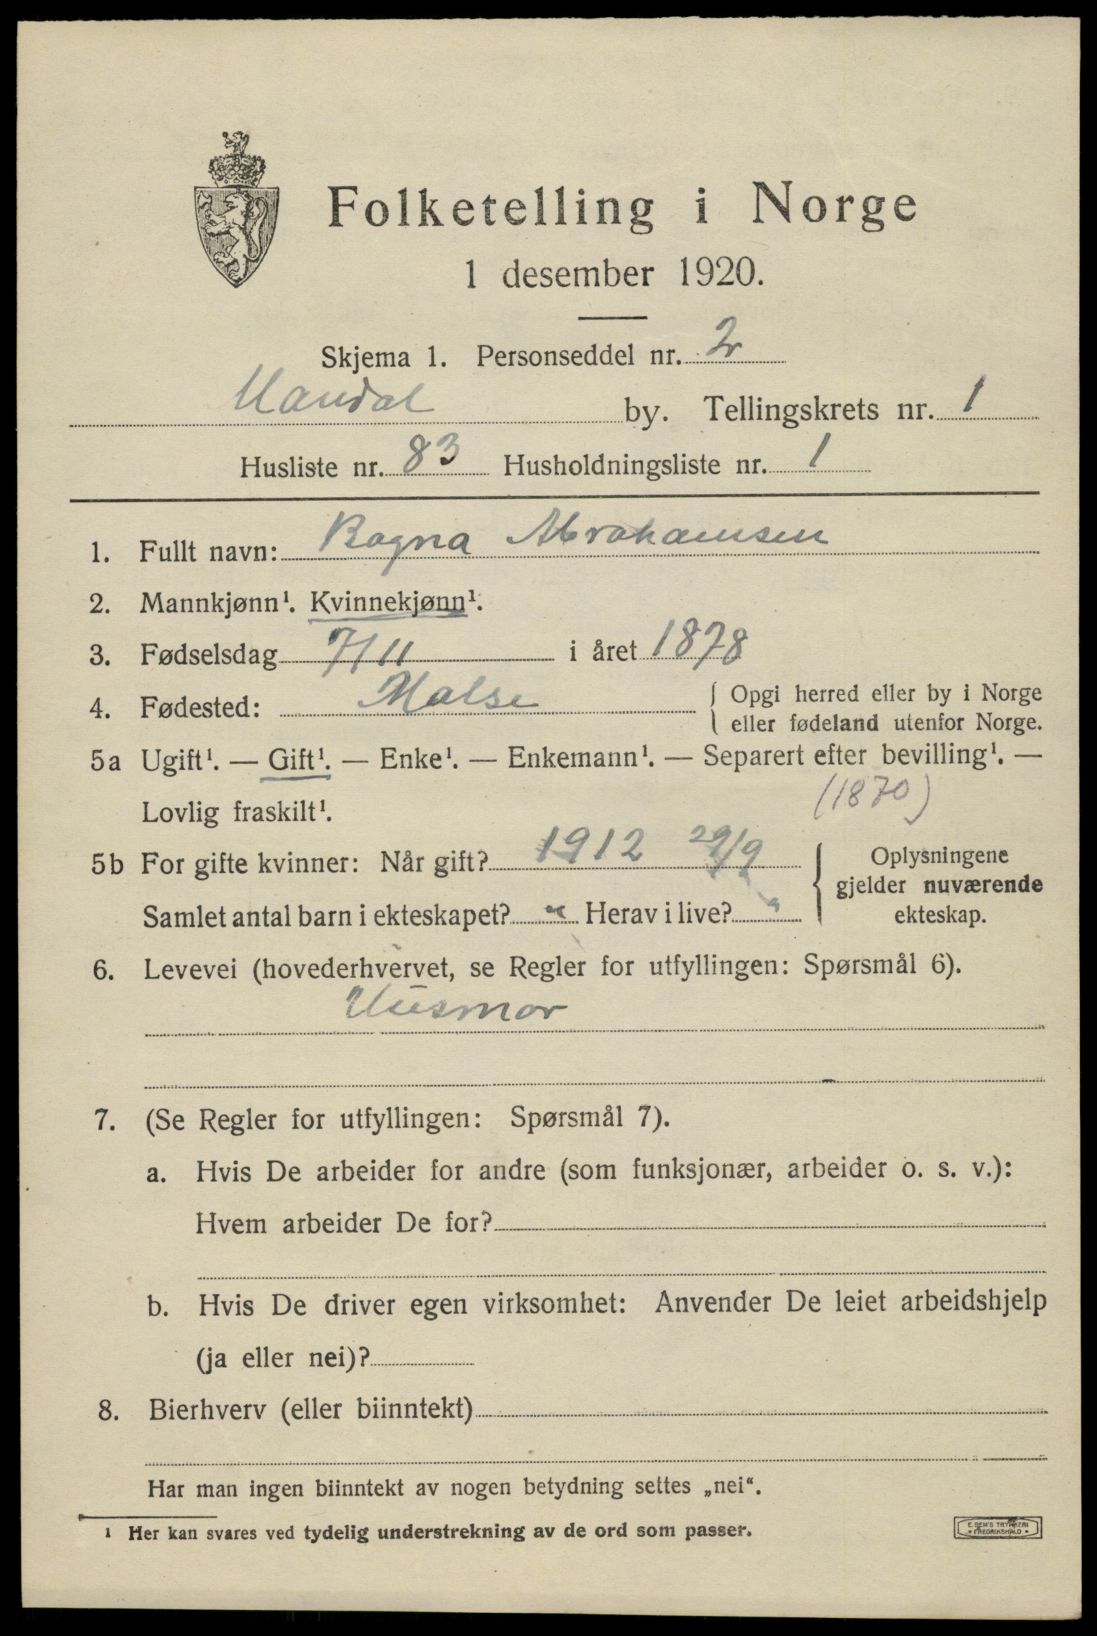 Folketelling i Norge
1 desember 1920.
Skjema 1. Personseddel nr. 2
Mandal by. Tellingskrets nr. 1
Husliste nr. 83 Husholdningsliste nr. 1
1. Fullt navn: Ragna Abrahamsen
2. Mannkjønn¹. Kvinnekjønn¹.
3. Fødselsdag 7/11 i året 1878
4. Fødested: Halse { Opgi herred eller by i Norge
eller fødeland utenfor Norge.
5a Ugift¹. — Gift¹. — Enke¹. — Enkemann¹. — Separert efter bevilling¹. —
Lovlig fraskilt¹. (1870)
5b For gifte kvinner: Når gift? 1912 29/9
Samlet antal barn i ekteskapet? Herav i live?
{ Oplysningene
gjelder nuværende
ekteskap.
6. Levevei (hovederhvervet, se Regler for utfyllingen: Spørsmål 6).
Husmor
7. (Se Regler for utfyllingen: Spørsmål 7).
a. Hvis De arbeider for andre (som funksjonær, arbeider o. s. v.):
Hvem arbeider De for?
b. Hvis De driver egen virksomhet: Anvender De leiet arbeidshjelp
(ja eller nei)?
8. Bierhverv (eller biinntekt)
Har man ingen biinntekt av nogen betydning settes „nei“.
¹ Her kan svares ved tydelig understrekning av de ord som passer.
E. SEM'S TRYKKERI
FREDRIKSHALD